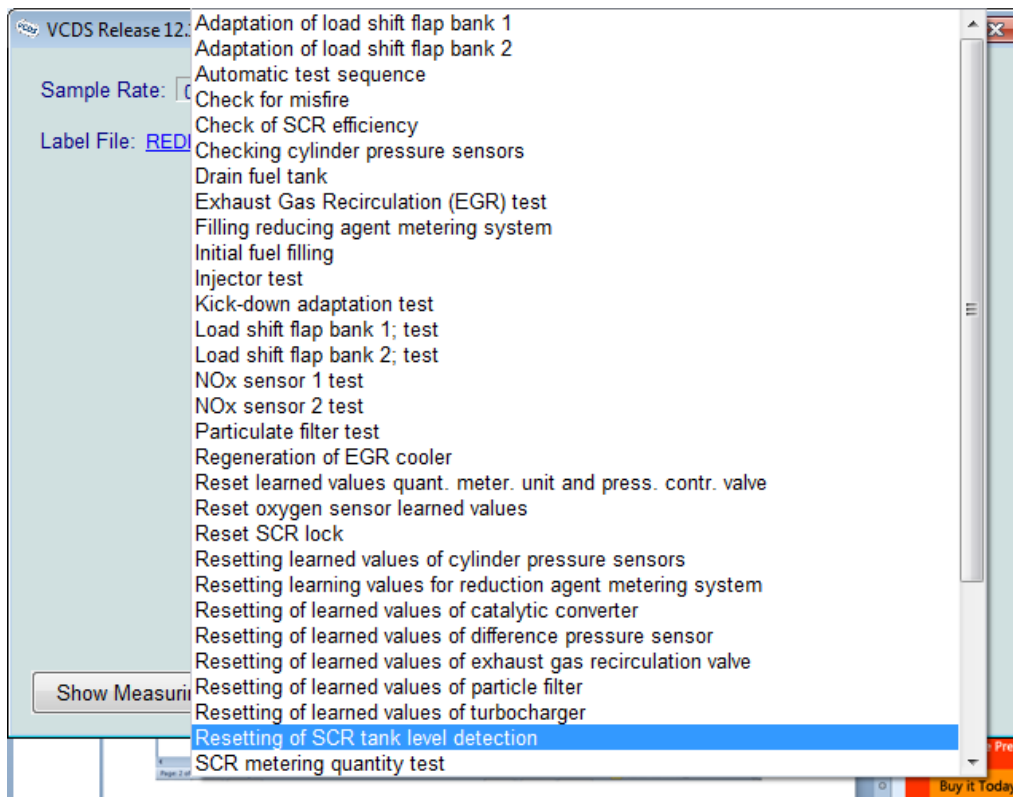 VCDS Release 12.
Sample Rate:
Label File: REDI
Adaptation of load shift flap bank 1
Adaptation of load shift flap bank 2
Automatic test sequence
Check for misfire
Check of SCR efficiency
Checking cylinder pressure sensors
Drain fuel tank
Exhaust Gas Recirculation (EGR) test
Filling reducing agent metering system
Initial fuel filling
Injector test
Kick-down adaptation test
Load shift flap bank 1; test
Load shift flap bank 2; test
NOx sensor 1 test
NOx sensor 2 test
Particulate filter test
Regeneration of EGR cooler
Reset learned values quant. meter. unit and press. contr. valve
Reset oxygen sensor learned values
Reset SCR lock
Resetting learned values of cylinder pressure sensors
Resetting learning values for reduction agent metering system
Resetting of learned values of catalytic converter
Resetting of learned values of difference pressure sensor
Resetting of learned values of exhaust gas recirculation valve
Resetting of learned values of particle filter
Resetting of learned values of turbocharger
Resetting of SCR tank level detection
SCR metering quantity test
Show Measuri
Page: 2 of
Pre
Buy it Today